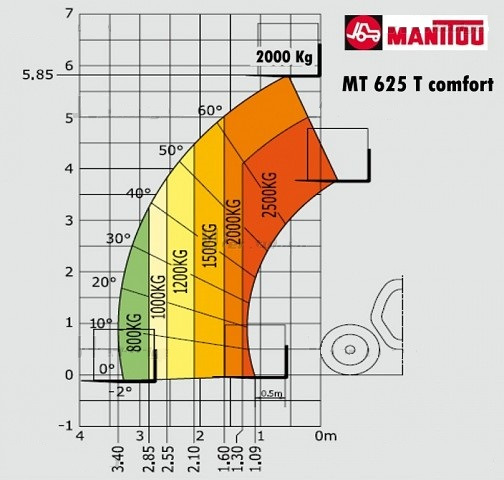 MANITOU
MT 625 T comfort
7
6
5.85
5
4
3
2
1
0
-1
2000 Kg
60°
50°
40°
30°
20°
10°
0°
-2°
800KG
1000KG
1200KG
1500KG
2000KG
2500KG
0.5m
4 3 2 1 0m
3.40 2.85 2.55 2.10 1.60 1.30 1.09